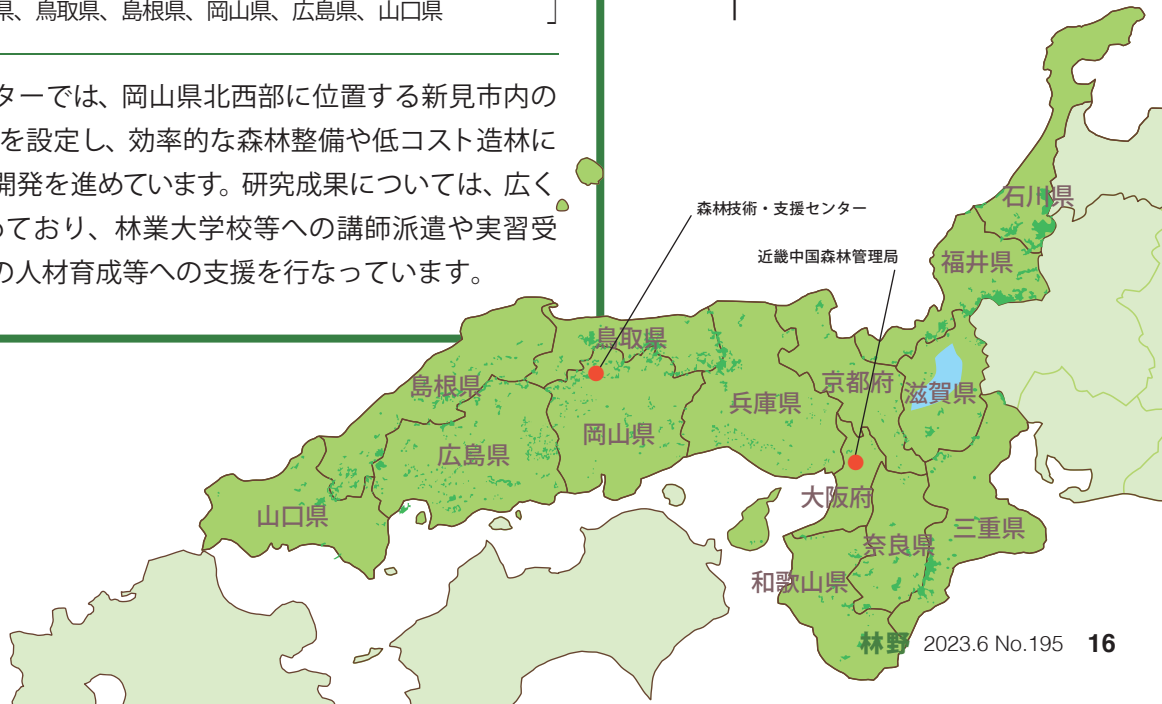 県、鳥取県、島根県、岡山県、広島県、山口県
ターでは、岡山県北西部に位置する新見市内の
を設定し、効率的な森林整備や低コスト造林に
開発を進めています。研究成果については、広く
ており、林業大学校等への講師派遣や実習受
の人材育成等への支援を行なっています。
森林技術・支援センター
近畿中国森林管理局
石川県
福井県
鳥取県
島根県
京都府
滋賀県
兵庫県
岡山県
広島県
大阪府
山口県
三重県
奈良県
和歌山県
林野 2023.6 No.195 16